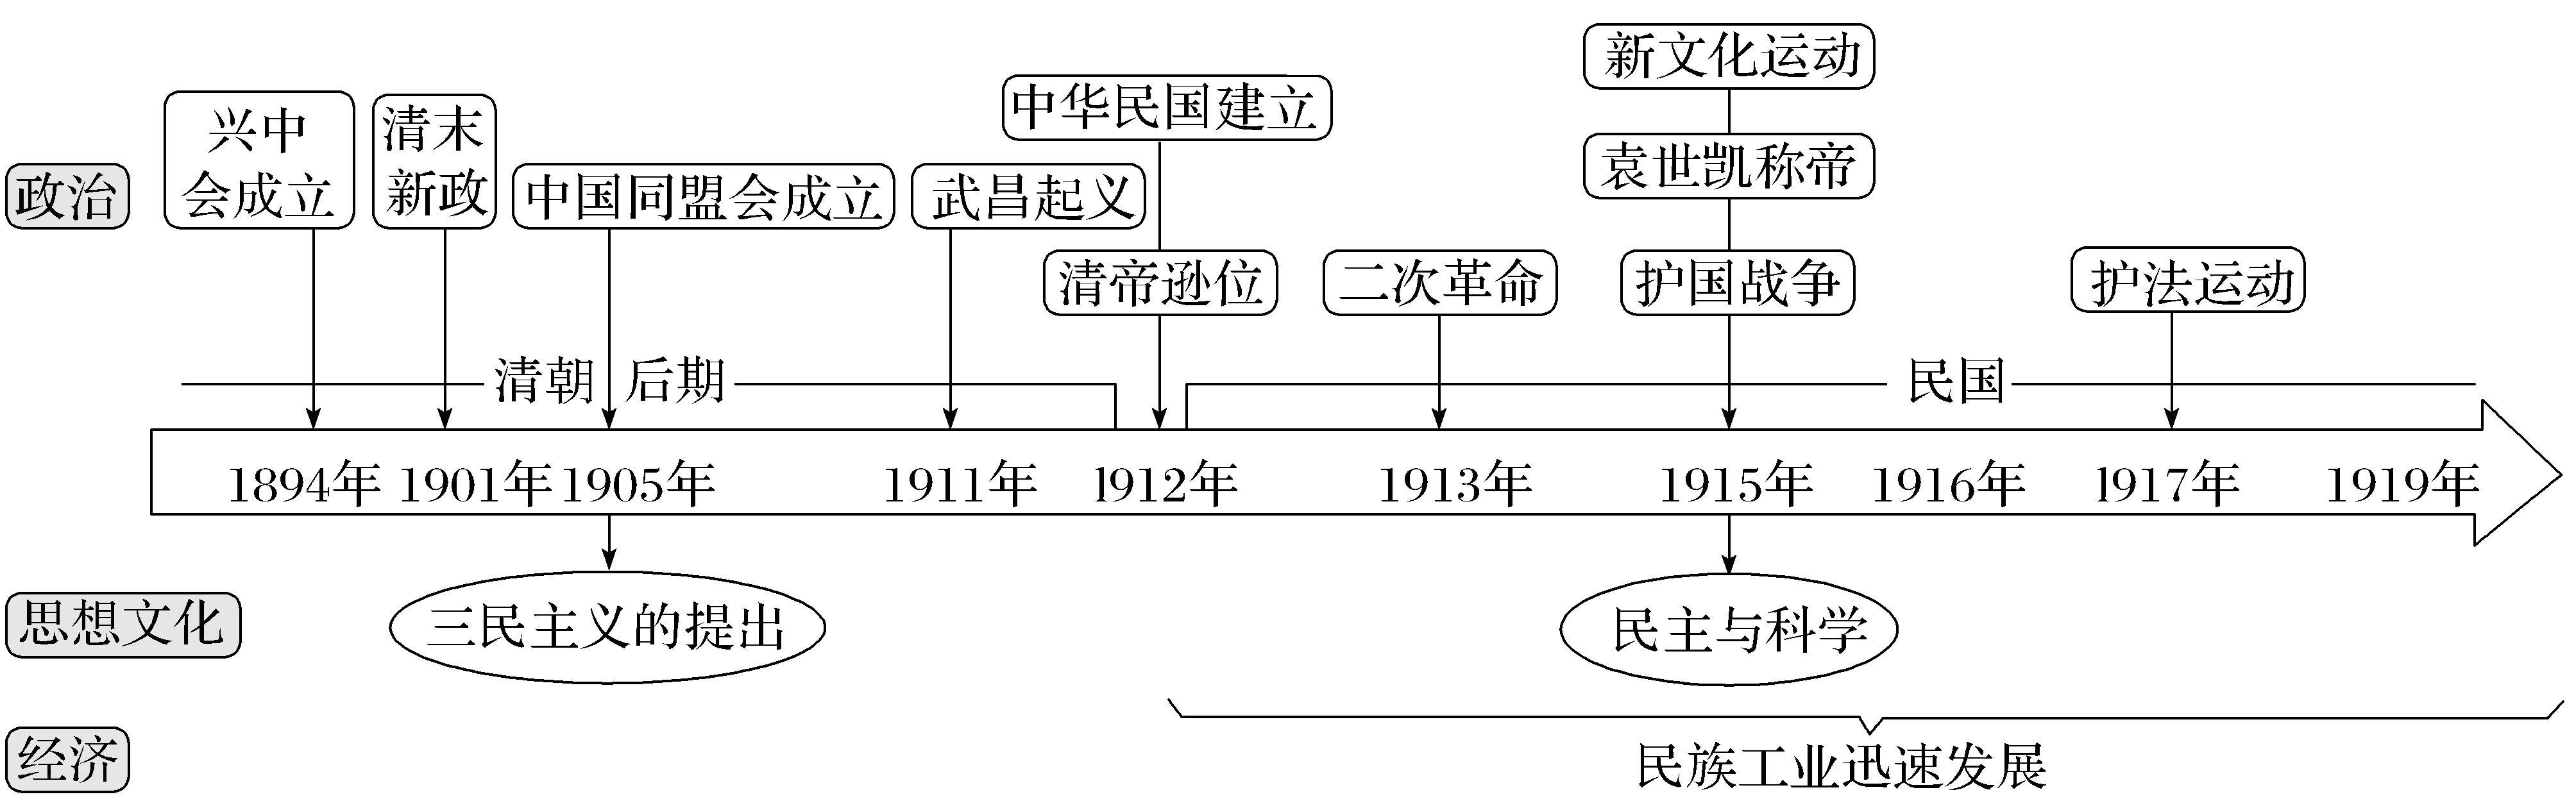 新文化运动
中华民国建立
兴中
会成立
清末
新政
袁世凯称帝
政治
中国同盟会成立
武昌起义
清帝逊位
二次革命
护国战争
护法运动
清朝 后期
民国
1894年 1901年 1905年 1911年 1912年 1913年 1915年 1916年 1917年 1919年
思想文化
三民主义的提出
民主与科学
经济
民族工业迅速发展